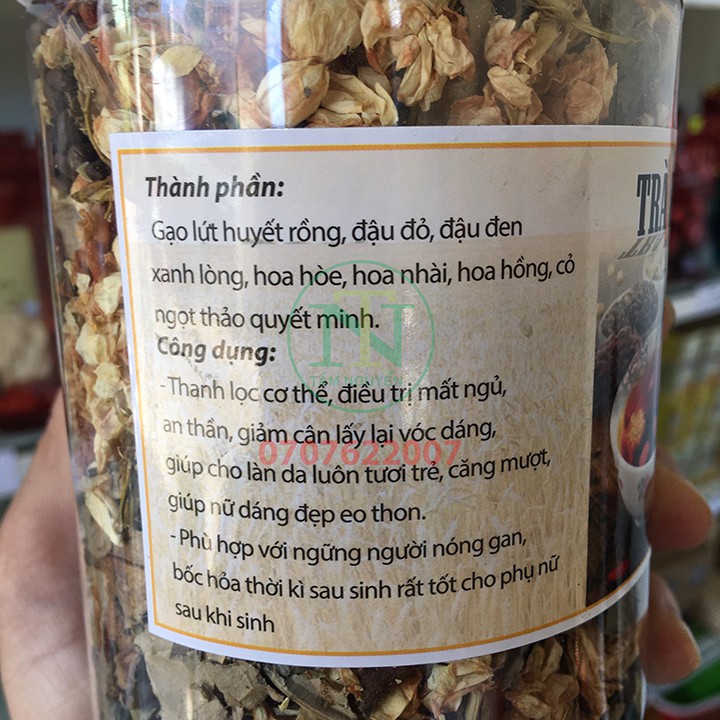 Thành phần:
Gạo lứt huyết rồng, đậu đỏ, đậu đen
xanh lòng, hoa hòe, hoa nhài, hoa hồng, cỏ
ngọt thảo quyết minh.
Công dụng:
- Thanh lọc cơ thể, điều trị mất ngủ,
an thần, giảm cân lấy lại vóc dáng,
0707622007
giúp cho làn da luôn tươi trẻ, căng mượt,
giúp nữ dáng đẹp eo thon.
- Phù hợp với ngững người nóng gan,
bốc hỏa thời kì sau sinh rất tốt cho phụ nữ
sau khi sinh
TRÀ